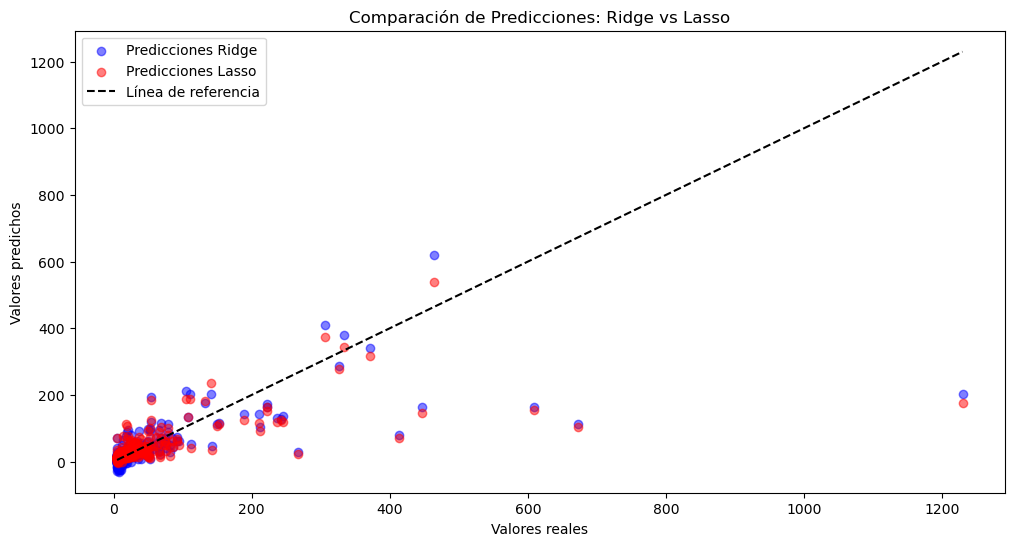 Comparación de Predicciones: Ridge vs Lasso
Predicciones Ridge
Predicciones Lasso
Línea de referencia
Valores predichos
1200
1000
800
600
400
200
0
0
200
400
600
800
1000
1200
Valores reales